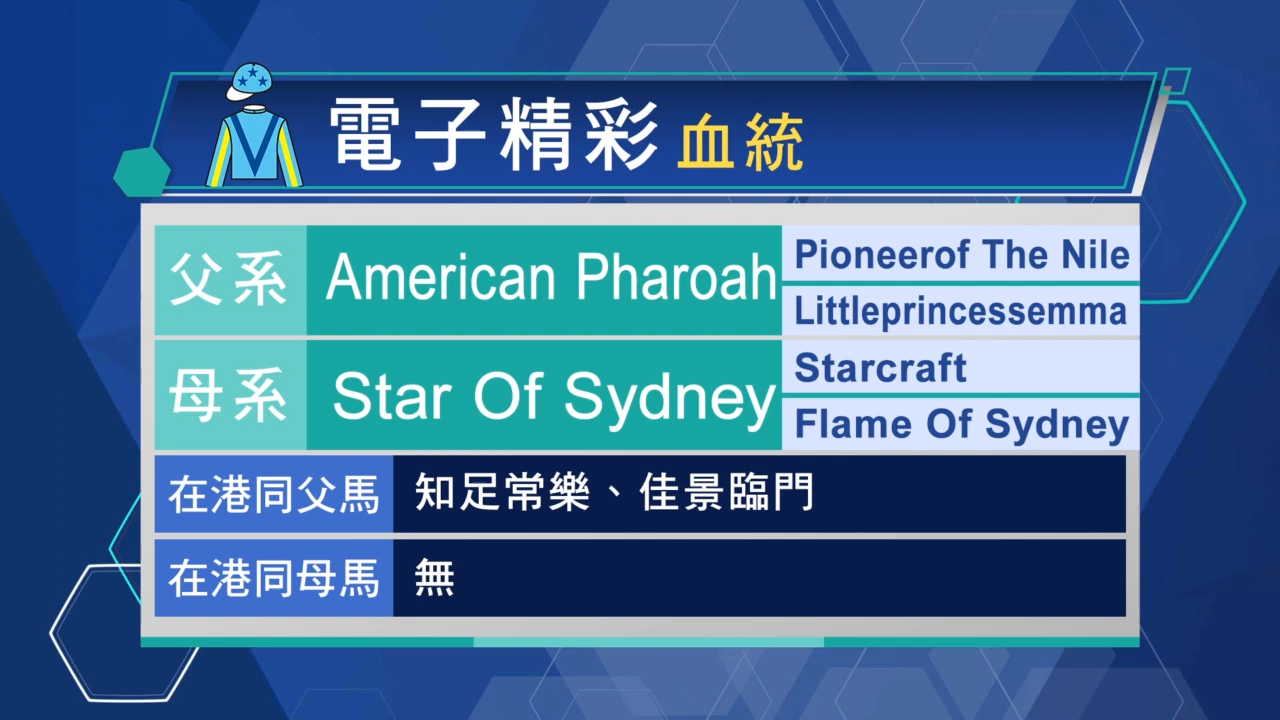 電子精彩 血統
父系 American Pharoah
Pioneerof The Nile
Littleprincessemma
母系 Star Of Sydney
Starcraft
Flame Of Sydney
在港同父馬 知足常樂、佳景臨門
在港同母馬 無